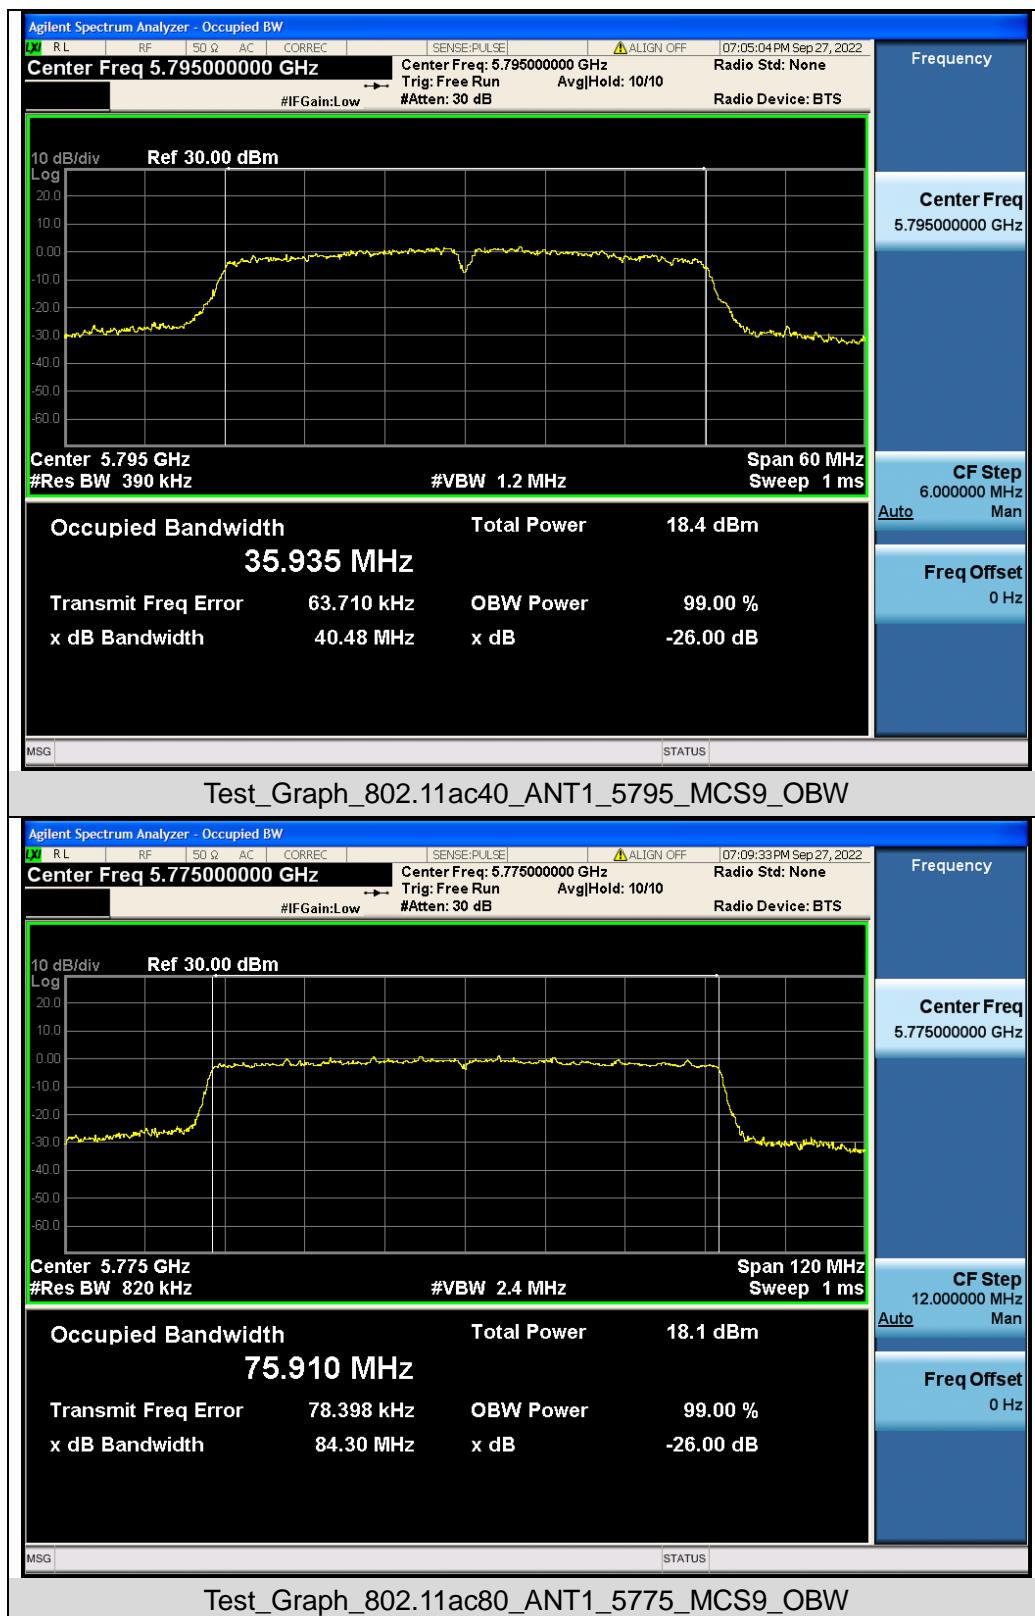 Agilent Spectrum Analyzer - Occupied BW
LXI RL RF 50 Ω AC CORREC SENSE:PULSE ALIGN OFF 07:05:04 PM Sep 27, 2022
Center Freq 5.795000000 GHz Center Freq: 5.795000000 GHz Radio Std: None
Trig: Free Run Avg|Hold: 10/10
#IFGain:Low #Atten: 30 dB Radio Device: BTS
Frequency
10 dB/div Ref 30.00 dBm
Log
20.0
10.0
0.00
-10.0
-20.0
-30.0
-40.0
-50.0
-60.0
Center 5.795 GHz Span 60 MHz
#Res BW 390 kHz #VBW 1.2 MHz Sweep 1 ms
Occupied Bandwidth Total Power 18.4 dBm
35.935 MHz
Transmit Freq Error 63.710 kHz OBW Power 99.00 %
x dB Bandwidth 40.48 MHz x dB -26.00 dB
Center Freq
5.795000000 GHz
CF Step
6.000000 MHz
Auto Man
Freq Offset
0 Hz
MSG STATUS
Test_Graph_802.11ac40_ANT1_5795_MCS9_OBW
Agilent Spectrum Analyzer - Occupied BW
LXI RL RF 50 Ω AC CORREC SENSE:PULSE ALIGN OFF 07:09:33 PM Sep 27, 2022
Center Freq 5.775000000 GHz Center Freq: 5.775000000 GHz Radio Std: None
Trig: Free Run Avg|Hold: 10/10
#IFGain:Low #Atten: 30 dB Radio Device: BTS
Frequency
10 dB/div Ref 30.00 dBm
Log
20.0
10.0
0.00
-10.0
-20.0
-30.0
-40.0
-50.0
-60.0
Center 5.775 GHz Span 120 MHz
#Res BW 820 kHz #VBW 2.4 MHz Sweep 1 ms
Occupied Bandwidth Total Power 18.1 dBm
75.910 MHz
Transmit Freq Error 78.398 kHz OBW Power 99.00 %
x dB Bandwidth 84.30 MHz x dB -26.00 dB
Center Freq
5.775000000 GHz
CF Step
12.000000 MHz
Auto Man
Freq Offset
0 Hz
MSG STATUS
Test_Graph_802.11ac80_ANT1_5775_MCS9_OBW